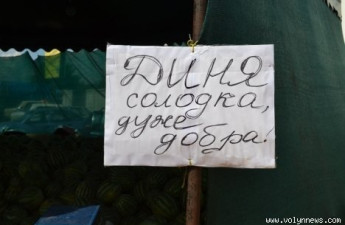 ДИНЯ
солодка,
дуже
добра!
www.volynnews.com